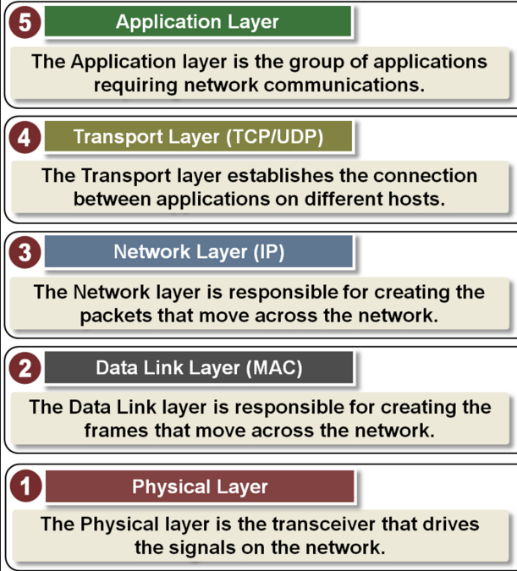 5
Application Layer
The Application layer is the group of applications
requiring network communications.
4
Transport Layer (TCP/UDP)
The Transport layer establishes the connection
between applications on different hosts.
3
Network Layer (IP)
The Network layer is responsible for creating the
packets that move across the network.
2
Data Link Layer (MAC)
The Data Link layer is responsible for creating the
frames that move across the network.
1
Physical Layer
The Physical layer is the transceiver that drives
the signals on the network.